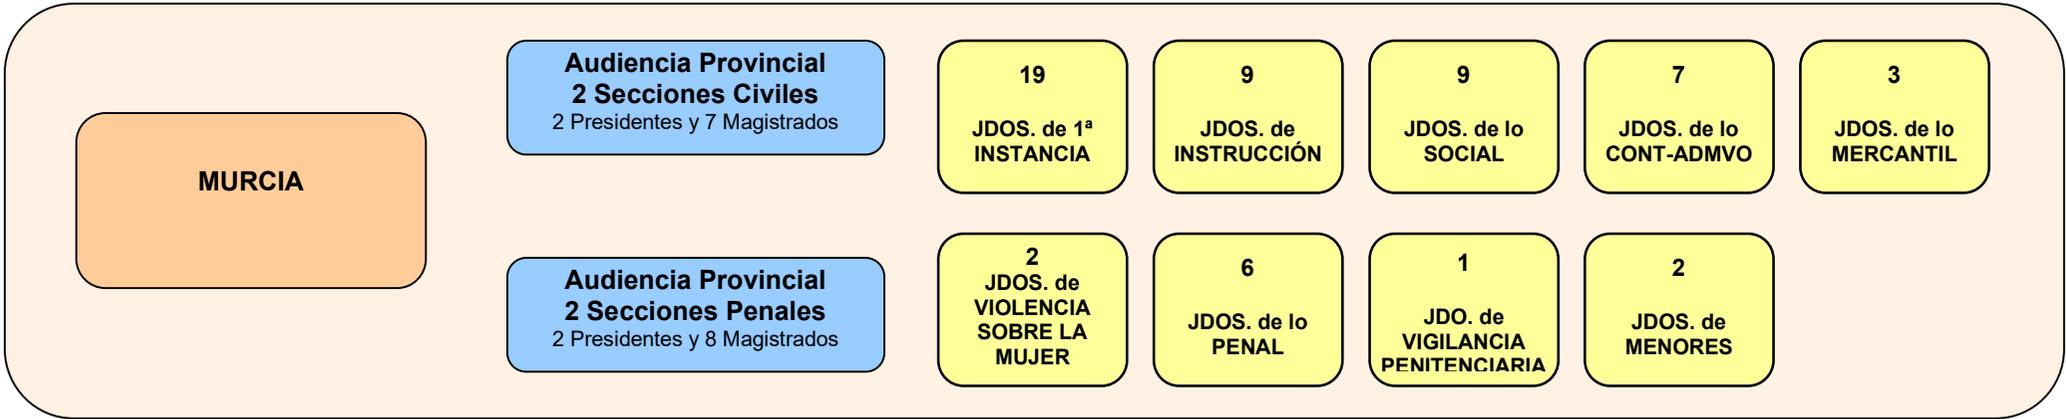 MURCIA
Audiencia Provincial
2 Secciones Civiles
2 Presidentes y 7 Magistrados
19
JDOS. de 1ª
INSTANCIA
9
JDOS. de
INSTRUCCIÓN
9
JDOS. de lo
SOCIAL
7
JDOS. de lo
CONT-ADMVO
3
JDOS. de lo
MERCANTIL
Audiencia Provincial
2 Secciones Penales
2 Presidentes y 8 Magistrados
2
JDOS. de
VIOLENCIA
SOBRE LA
MUJER
6
JDOS. de lo
PENAL
1
JDO. de
VIGILANCIA
PENITENCIARIA
2
JDOS. de
MENORES